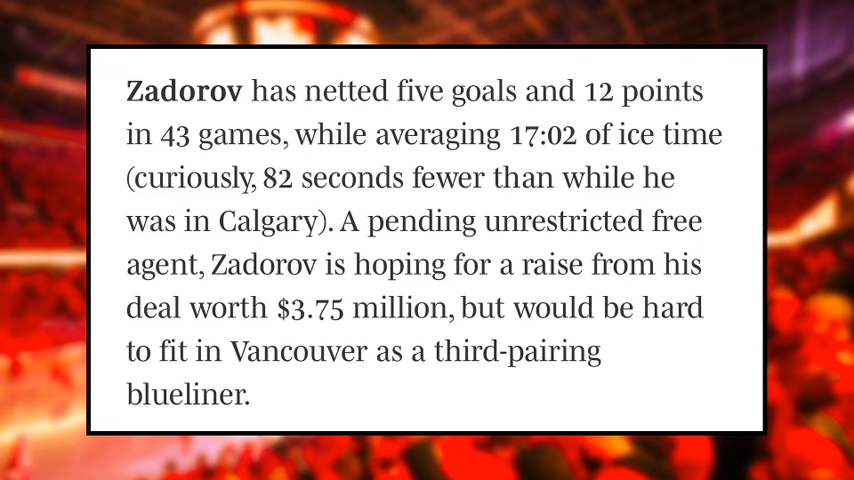 Zadorov has netted five goals and 12 points
in 43 games, while averaging 17:02 of ice time
(curiously, 82 seconds fewer than while he
was in Calgary). A pending unrestricted free
agent, Zadorov is hoping for a raise from his
deal worth $3.75 million, but would be hard
to fit in Vancouver as a third-pairing
blueliner.